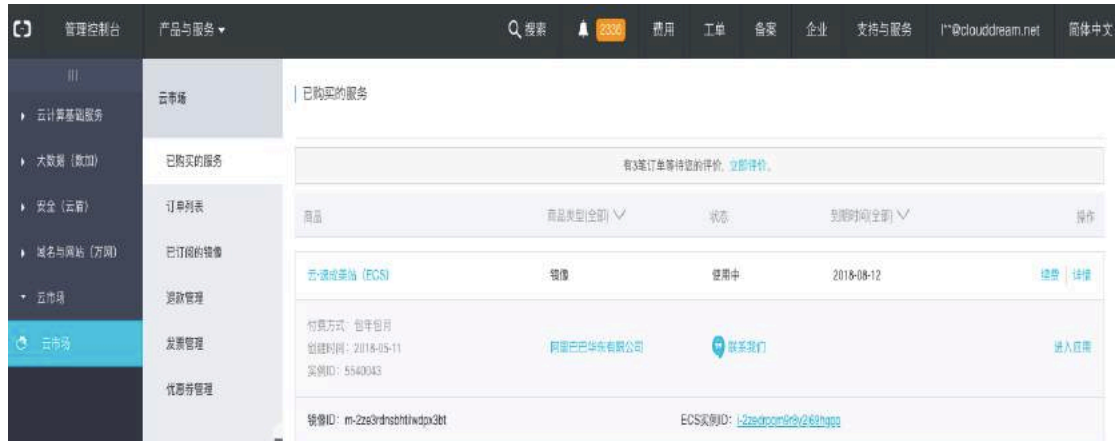 管理控制台 产品与服务 搜索 2336 费用 工单 备案 企业 支持与服务 l**@clouddream.net 简体中文
云计算基础服务
大数据（数加）
安全（云盾）
域名与网站（万网）
云市场
云市场
云市场
已购买的服务
订单列表
已订阅的镜像
退款管理
发票管理
优惠券管理
已购买的服务
有3笔订单等待您的评价，立即评价。
商品 商品类型(全部) 状态 到期时间(全部) 操作
云·速成美站（ECS） 镜像 使用中 2018-08-12 续费 详情
付费方式：包年包月
创建时间：2018-05-11
实例ID：5540043
阿里巴巴华东有限公司 联系我们 进入应用
镜像ID：
ECS实例ID：